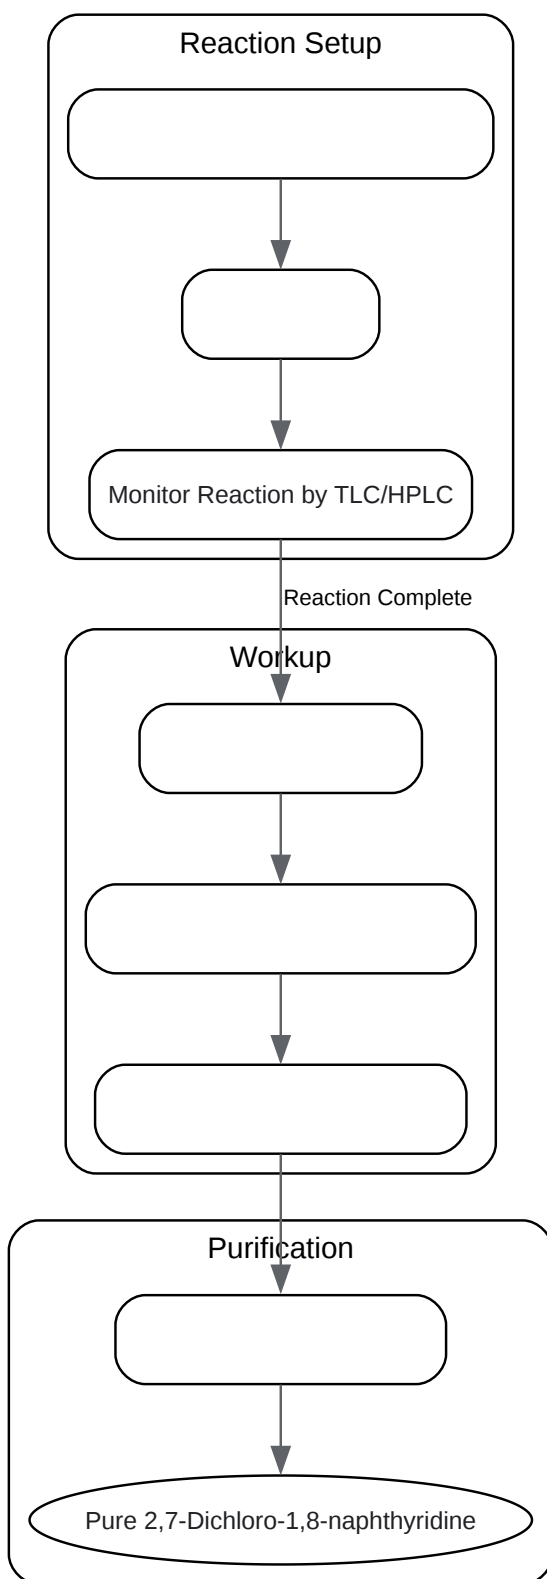 Reaction Setup
Monitor Reaction by TLC/HPLC
Reaction Complete
Workup
Purification
Pure 2,7-Dichloro-1,8-naphthyridine